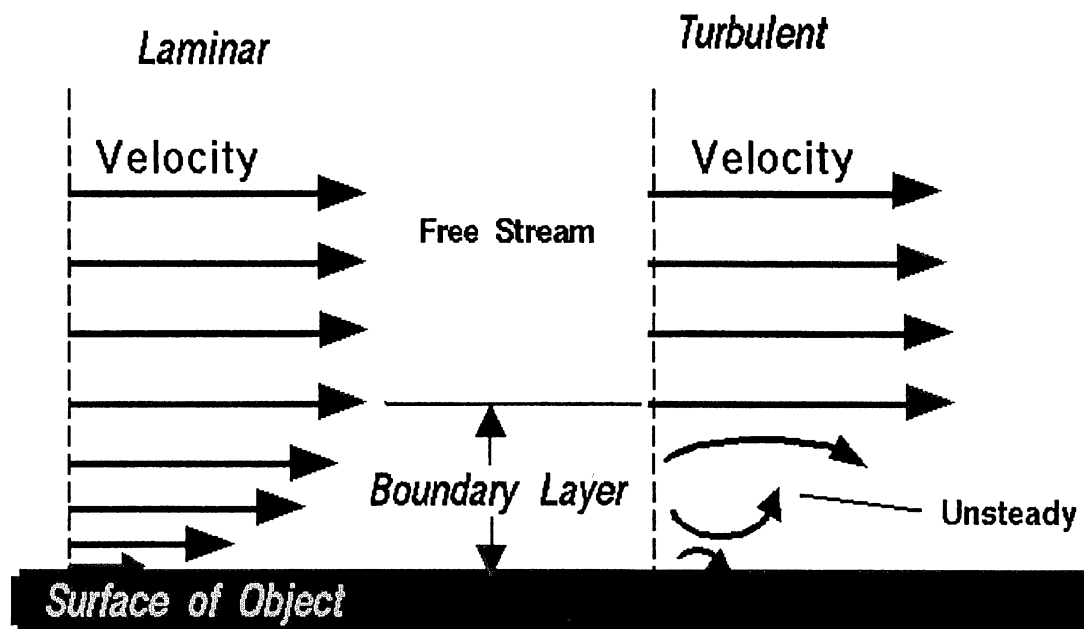 Laminar
Turbulent
Velocity
Velocity
Free Stream
Boundary Layer
Unsteady
Surface of Object